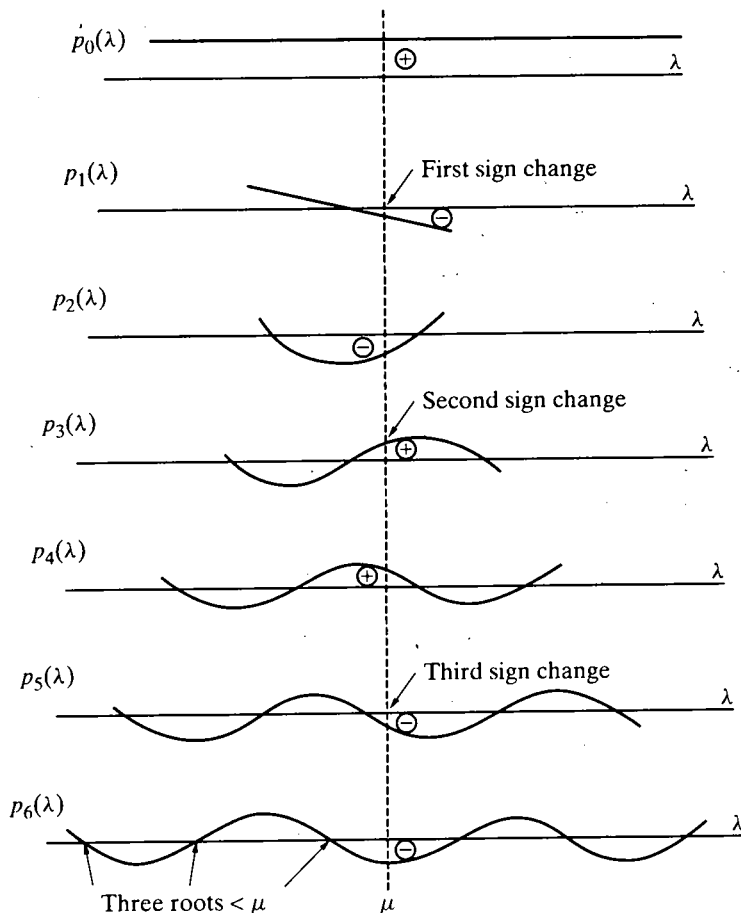 p₀(λ)
⊕
λ
First sign change
p₁(λ)
λ
⊖
p₂(λ)
λ
⊖
Second sign change
p₃(λ)
λ
⊕
p₄(λ)
λ
⊕
Third sign change
p₅(λ)
λ
⊖
p₆(λ)
λ
⊖
Three roots < μ
μ